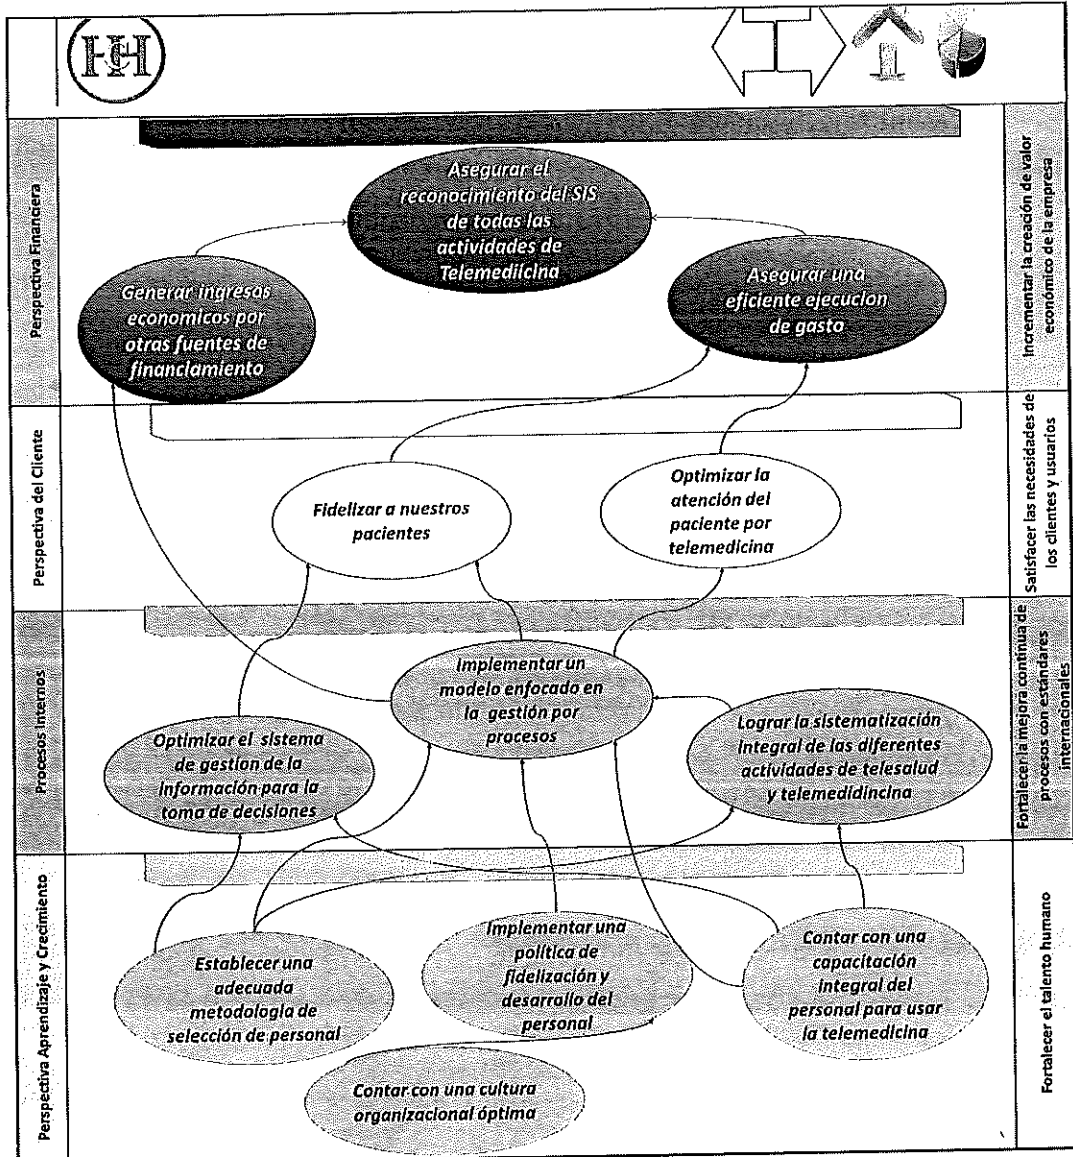 HCH
Perspectiva Financiera
Asegurar el
reconocimiento del SIS
de todas las
actividades de
Telemediicina
Generar ingresos
economicos por
otras fuentes de
financiamiento
Asegurar una
eficiente ejecucion
de gasto
Incrementar la creación de valor
económico de la empresa
Perspectiva del Cliente
Fidelizar a nuestros
pacientes
Optimizar la
atención del
paciente por
telemedicina
Satisfacer las necesidades de
los clientes y usuarios
Procesos Internos
Implementar un
modelo enfocado en
la gestión por
procesos
Optimizar el sistema
de gestion de la
información para la
toma de decisiones
Lograr la sistematización
integral de las diferentes
actividades de telesalud
y telemedidincina
Fortalecer la mejora continua de
procesos con estándares
internacionales
Perspectiva Aprendizaje y Crecimiento
Establecer una
adecuada
metodología de
selección de personal
Implementar una
política de
fidelización y
desarrollo del
personal
Contar con una
capacitación
integral del
personal para usar
la telemedicina
Contar con una cultura
organizacional óptima
Fortalecer el talento humano